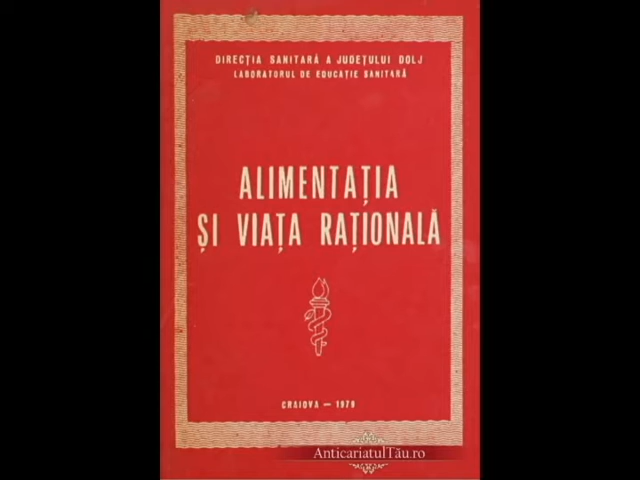 DIRECȚIA SANITARĂ A JUDEȚULUI DOLJ
LABORATORUL DE EDUCAȚIE SANITARĂ
ALIMENTAȚIA
ȘI VIAȚA RAȚIONALĂ
CRAIOVA — 1979
AnticariatulTău.ro